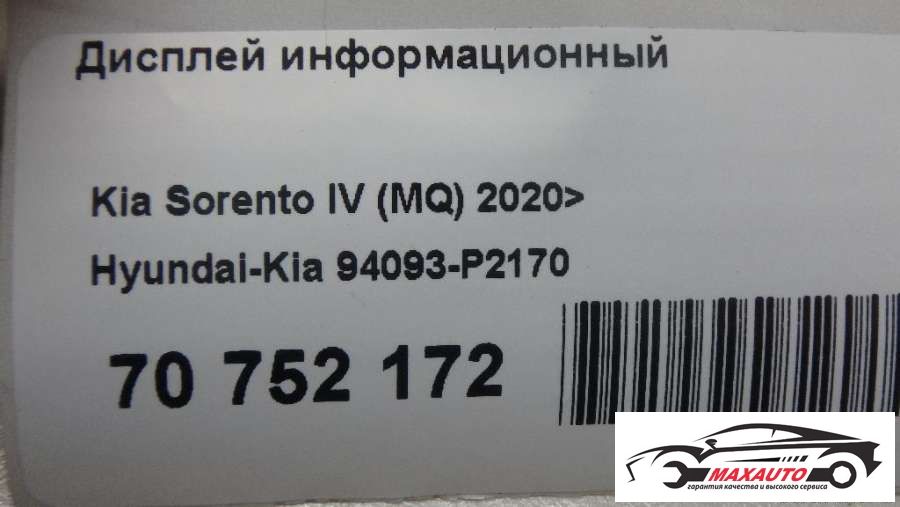 Дисплей информационный
Kia Sorento IV (MQ) 2020>
Hyundai-Kia 94093-P2170
70 752 172
MAXAUTO
гарантия качества и высокого сервиса